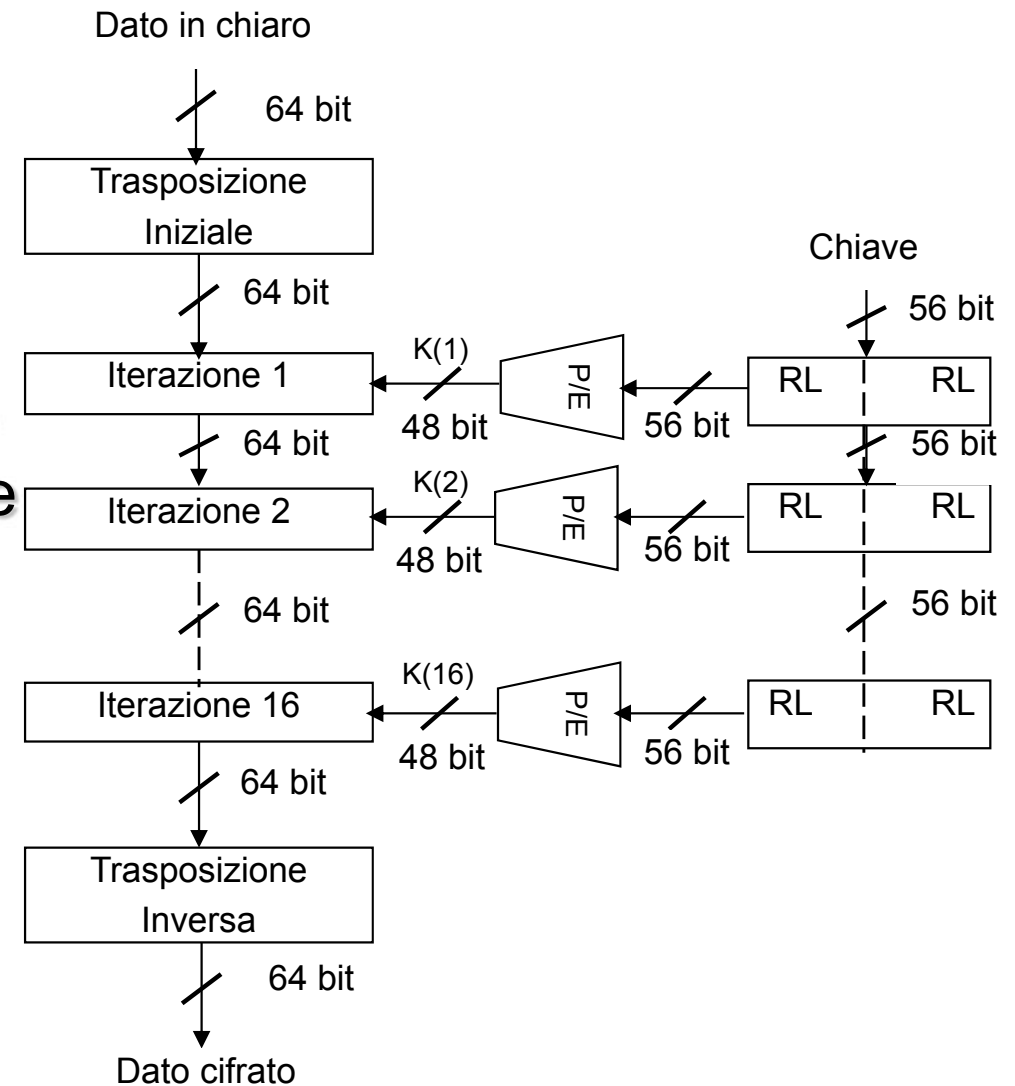 Dato in chiaro
64 bit
Trasposizione
Iniziale
Chiave
64 bit
56 bit
Iterazione 1
K(1)
48 bit
P/E
56 bit
RL RL
64 bit
56 bit
e
Iterazione 2
K(2)
48 bit
P/E
56 bit
RL RL
64 bit
56 bit
Iterazione 16
K(16)
48 bit
P/E
56 bit
RL RL
64 bit
Trasposizione
Inversa
64 bit
Dato cifrato